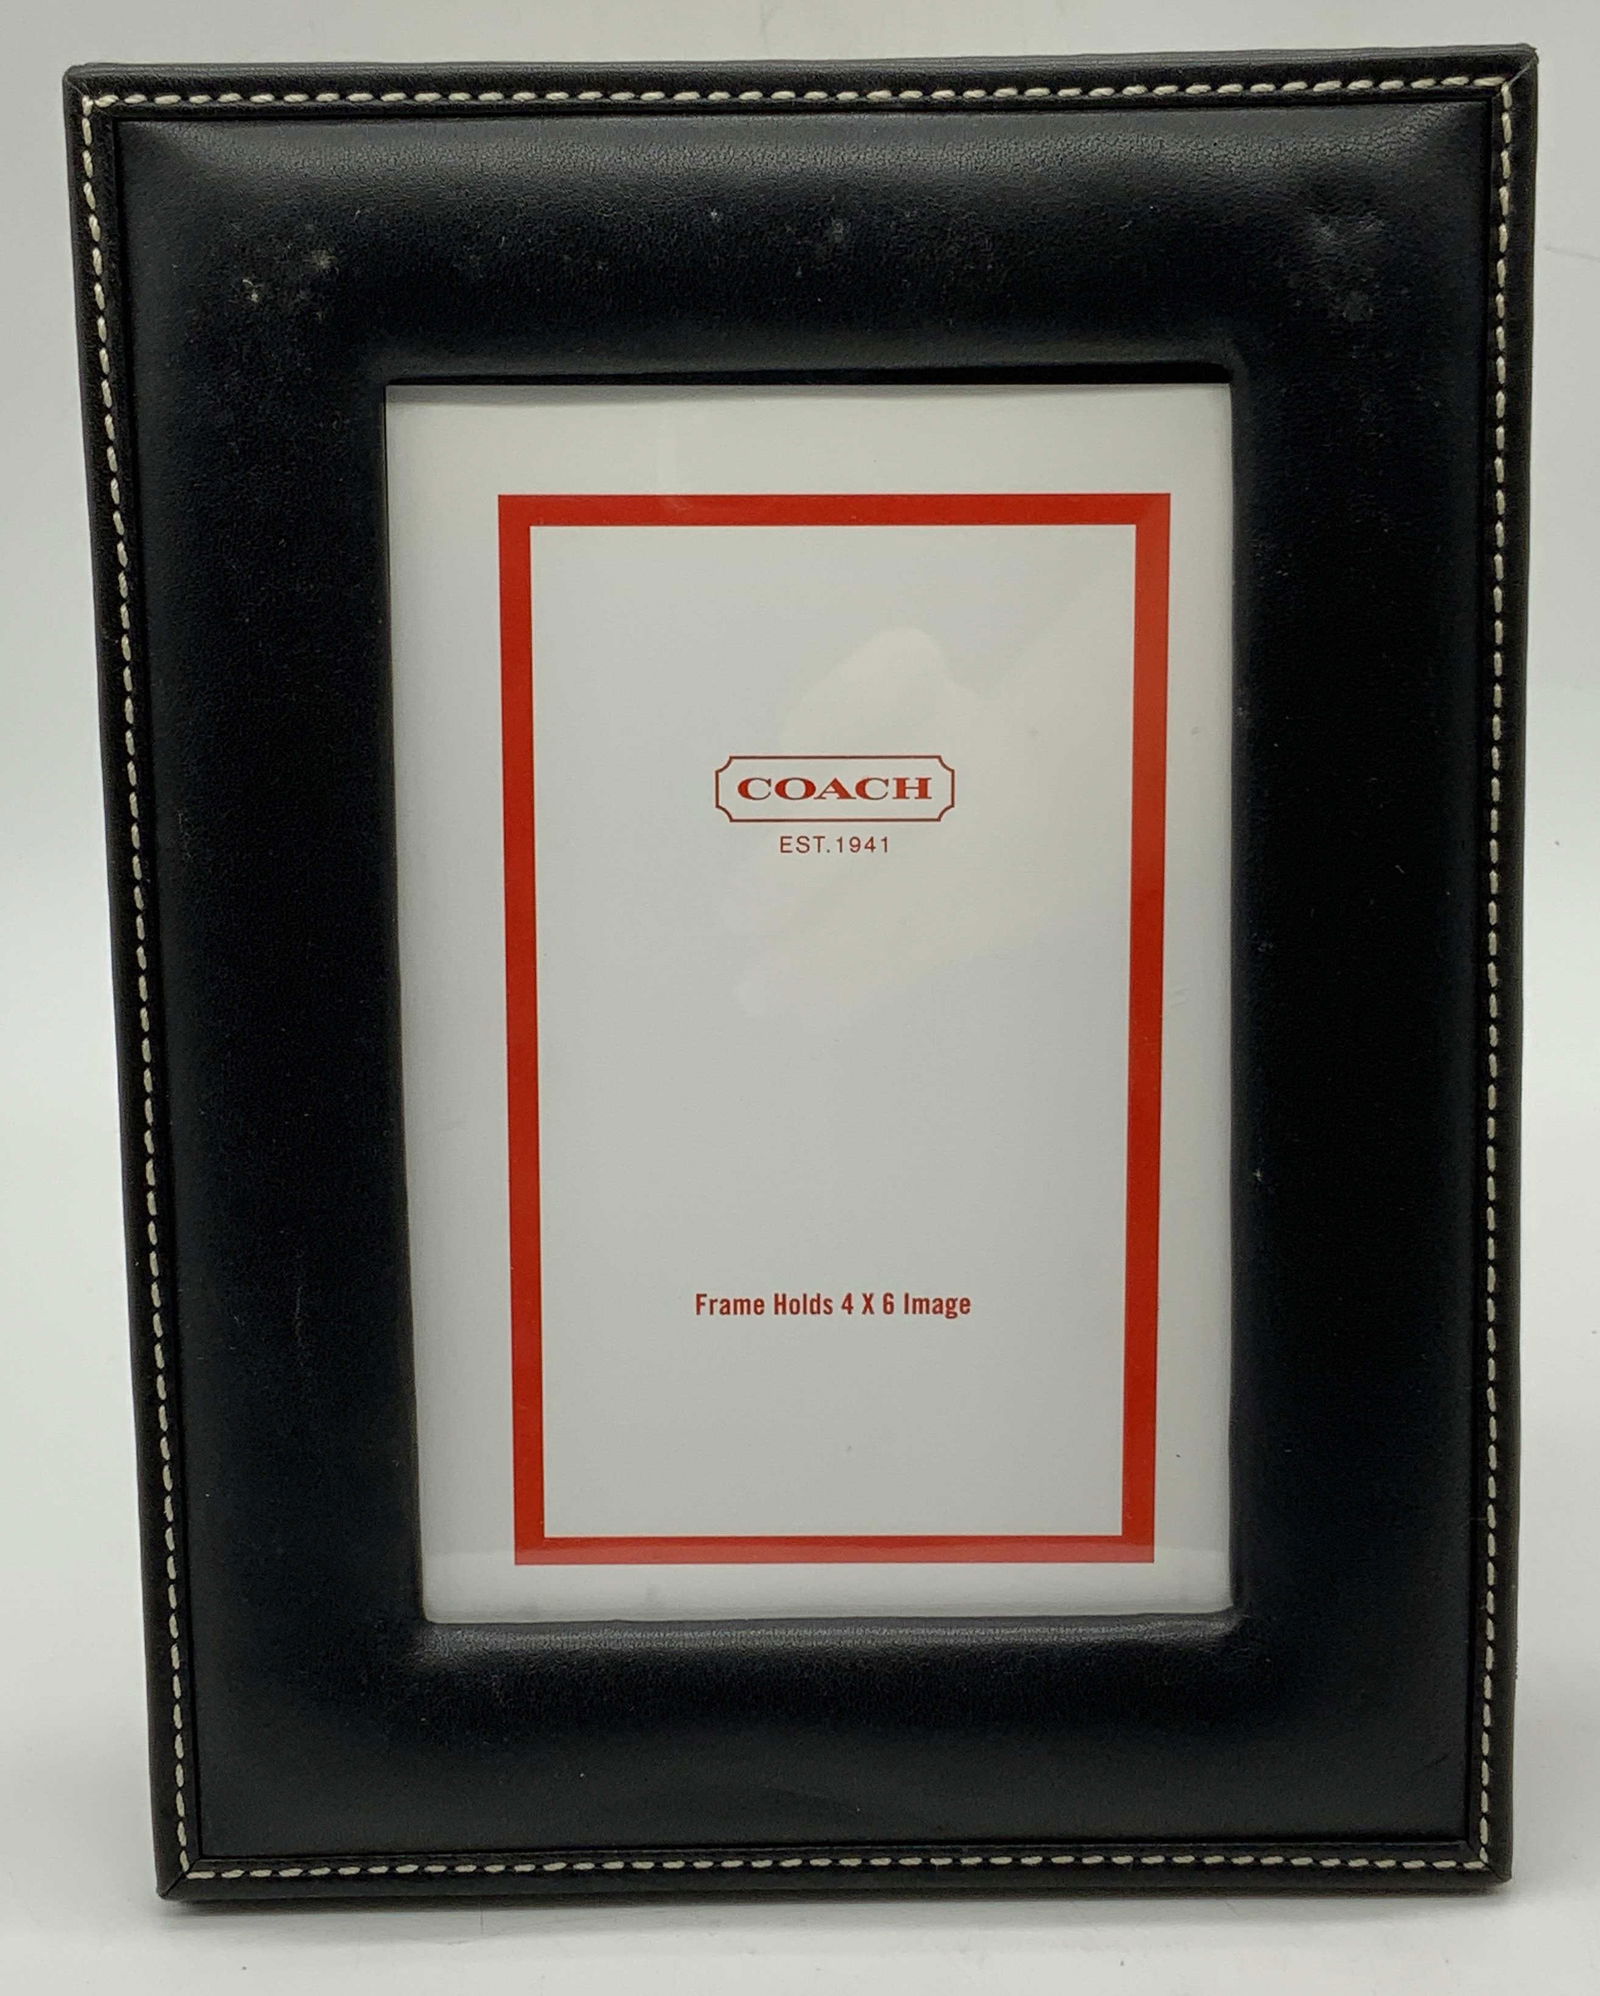 COACH
EST.1941
Frame Holds 4 X 6 Image